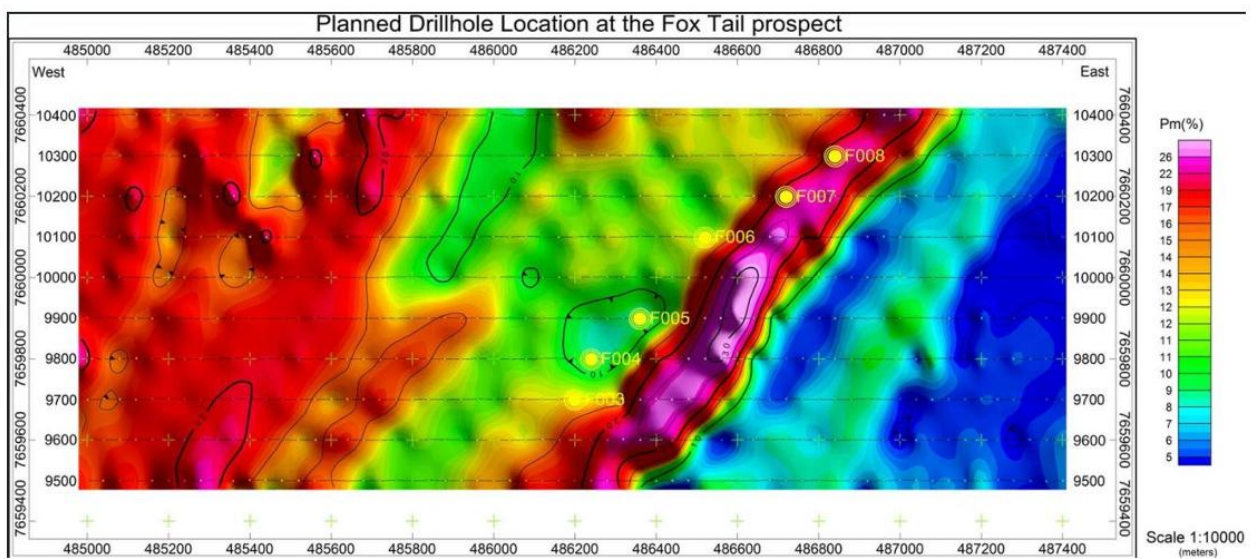 Planned Drillhole Location at the Fox Tail prospect
485000 485200 485400 485600 485800 486000 486200 486400 486600 486800 487000 487200 487400
West East
7660400 10400 10400 7660400
10300 F008 10300
7660200 10200 F007 10200 7660200
10100 F006 10100
7660000 10000 10000 7660000
9900 F005 9900
7659800 9800 F004 9800 7659800
9700 F003 9700
7659600 9600 9600 7659600
9500 9500
7659400 7659400
485000 485200 485400 485600 485800 486000 486200 486400 486600 486800 487000 487200 487400
Pm(%)
26
22
19
17
16
16
15
14
13
12
12
11
10
9
8
7
6
5
Scale 1:10000
(meters)